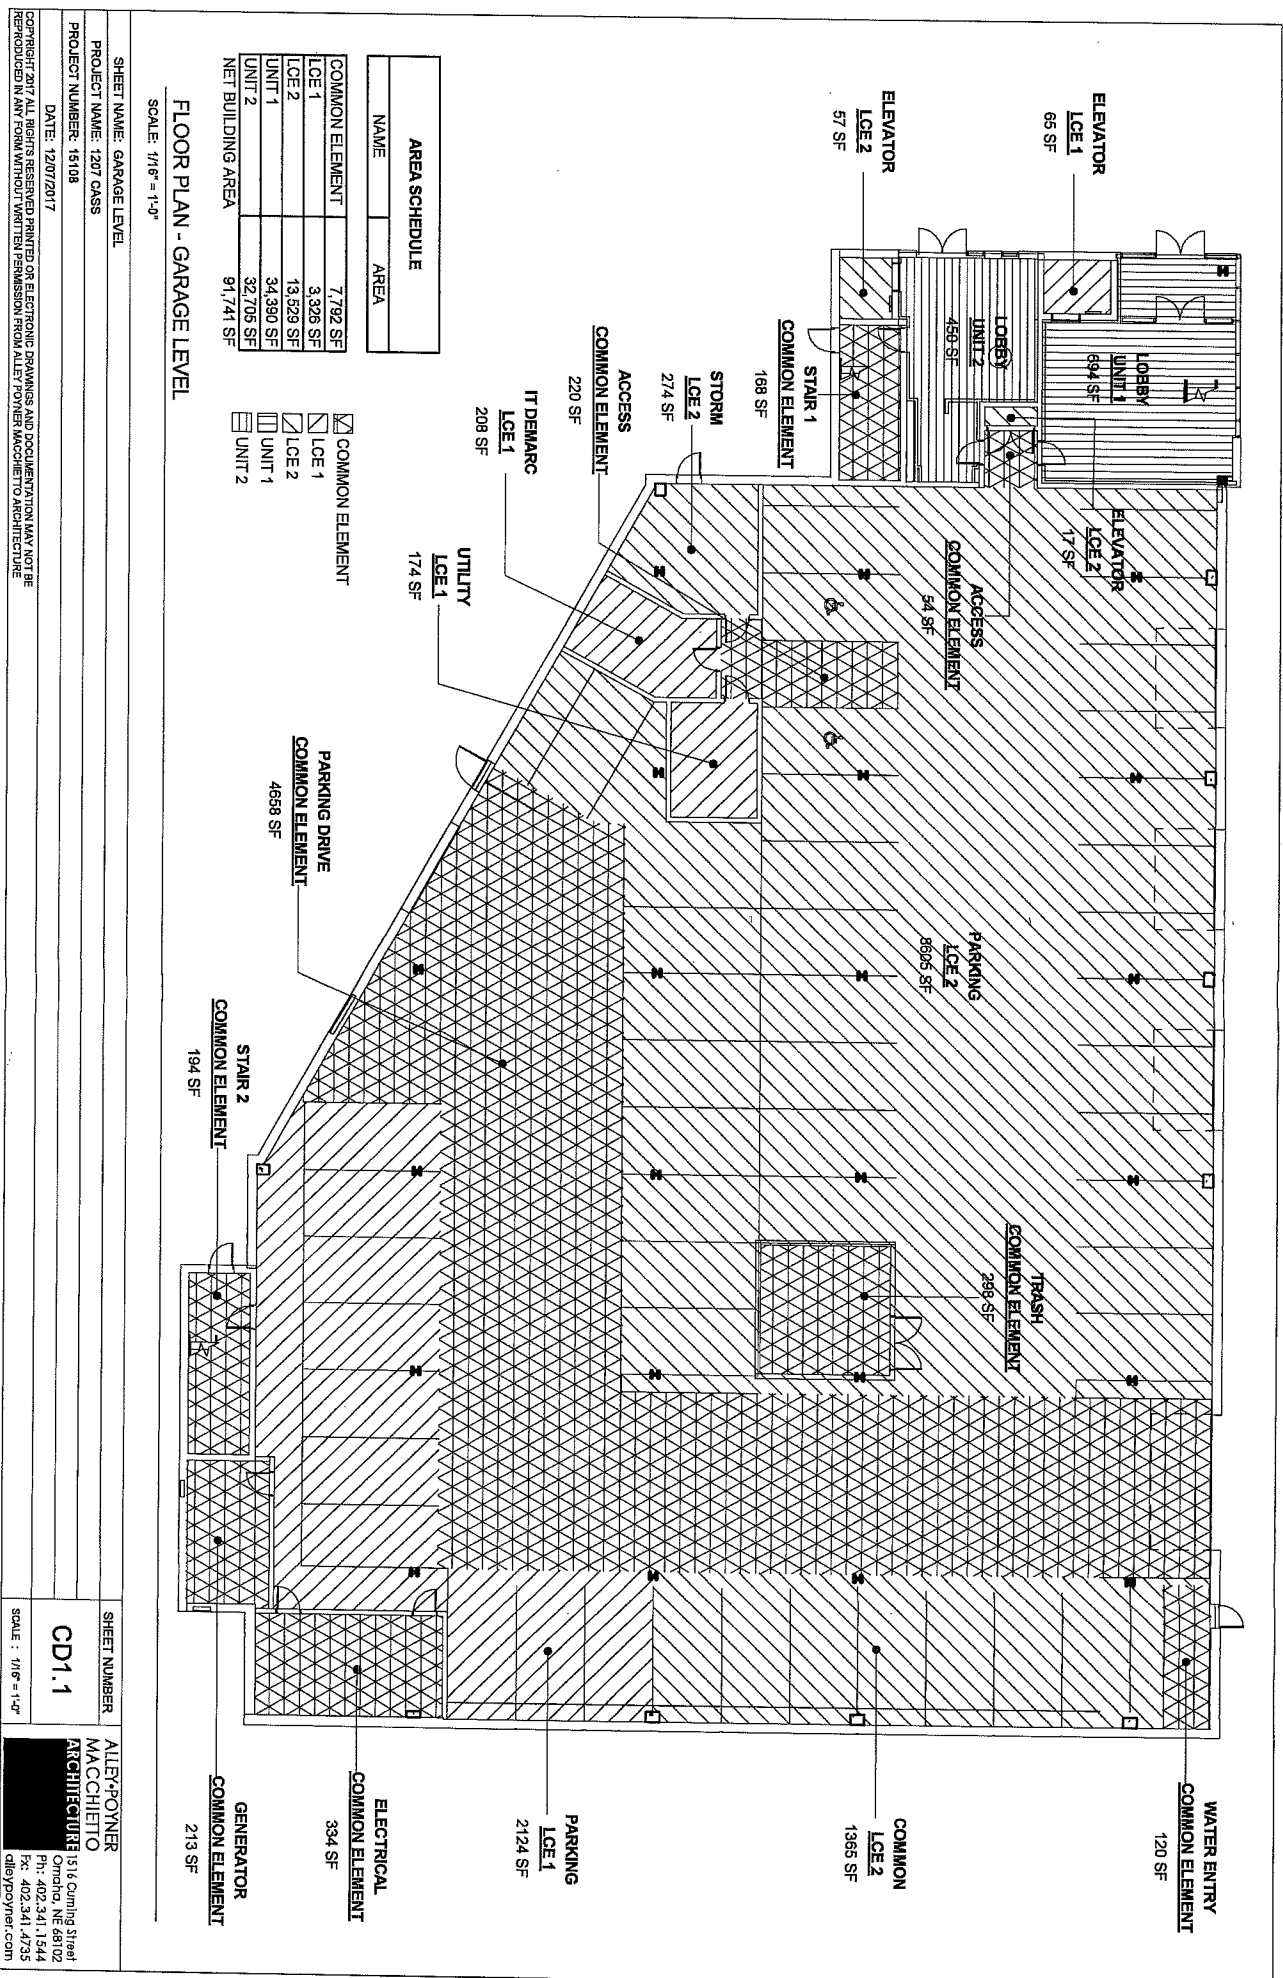 ELEVATOR
LCE 1
65 SF
ELEVATOR
LCE 2
57 SF
LOBBY
UNIT 1
694 SF
LOBBY
UNIT 2
450 SF
STAIR 1
COMMON ELEMENT
168 SF
ELEVATOR
LCE 2
17 SF
ACCESS
COMMON ELEMENT
54 SF
STORM
LCE 2
274 SF
ACCESS
COMMON ELEMENT
220 SF
IT DEMARC
LCE 1
208 SF
UTILITY
LCE 1
174 SF
PARKING DRIVE
COMMON ELEMENT
4658 SF
PARKING
LCE 2
8605 SF
TRASH
COMMON ELEMENT
298 SF
STAIR 2
COMMON ELEMENT
194 SF
WATER ENTRY
COMMON ELEMENT
120 SF
COMMON
LCE 2
1365 SF
PARKING
LCE 1
2124 SF
ELECTRICAL
COMMON ELEMENT
334 SF
GENERATOR
COMMON ELEMENT
213 SF
AREA SCHEDULE
NAME AREA
COMMON ELEMENT 7,792 SF
LCE 1 3,326 SF
LCE 2 13,529 SF
UNIT 1 34,390 SF
UNIT 2 32,705 SF
NET BUILDING AREA 91,741 SF
COMMON ELEMENT
LCE 1
LCE 2
UNIT 1
UNIT 2
FLOOR PLAN - GARAGE LEVEL
SCALE: 1/16" = 1'-0"
SHEET NAME: GARAGE LEVEL
PROJECT NAME: 1207 CASS
PROJECT NUMBER: 15108
DATE: 12/07/2017
COPYRIGHT 2017 ALL RIGHTS RESERVED PRINTED OR ELECTRONIC DRAWINGS AND DOCUMENTATION MAY NOT BE
REPRODUCED IN ANY FORM WITHOUT WRITTEN PERMISSION FROM ALLEY POYNER MACCHIETTO ARCHITECTURE
SHEET NUMBER
CD1.1
SCALE : 1/16" = 1'-0"
ALLEY•POYNER
MACCHIETTO
ARCHITECTURE
1516 Cuming Street
Omaha, NE 68102
Ph: 402.341.1544
Fx: 402.341.4735
alleypoyner.com